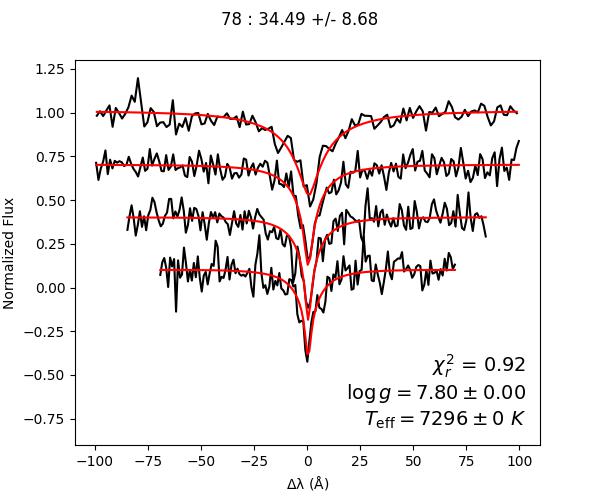 78 : 34.49 +/- 8.68
1.25
1.00
0.75
0.50
0.25
0.00
−0.25
−0.50
−0.75
Normalized Flux
χ²ᵣ = 0.92
log g = 7.80 ± 0.00
T_eff = 7296 ± 0 K
−100 −75 −50 −25 0 25 50 75 100
Δλ (Å)